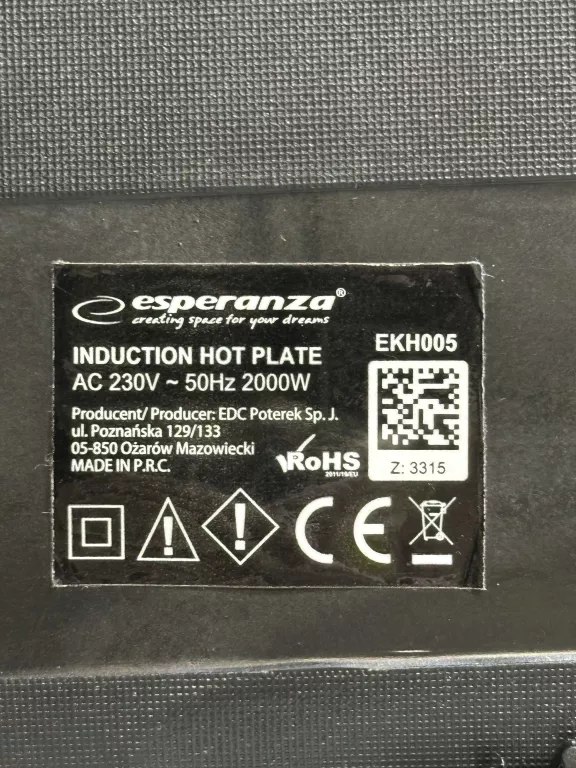 esperanza®
creating space for your dreams
INDUCTION HOT PLATE
AC 230V ~ 50Hz 2000W
EKH005
Producent/ Producer: EDC Poterek Sp. J.
ul. Poznańska 129/133
05-850 Ożarów Mazowiecki
MADE IN P.R.C.
RoHS
2011/19/EU
Z: 3315
CE